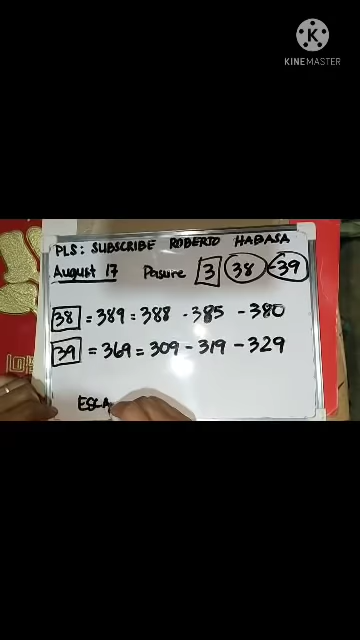 K
KINEMASTER
PLS: SUBSCRIBE ROBERTO HABASA
August 17 Pasure 3 38 -39
38 = 389 = 388 - 385 - 380
39 = 369 = 309 - 319 - 329
ESCA